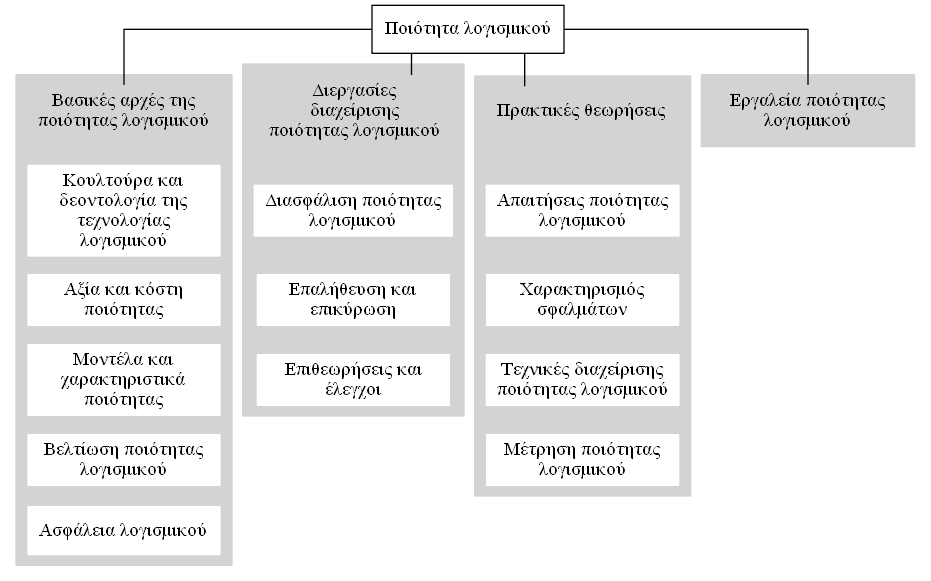 Ποιότητα λογισμικού
Βασικές αρχές της
ποιότητας λογισμικού
Κουλτούρα και
δεοντολογία της
τεχνολογίας
λογισμικού
Αξία και κόστη
ποιότητας
Μοντέλα και
χαρακτηριστικά
ποιότητας
Βελτίωση ποιότητας
λογισμικού
Ασφάλεια λογισμικού
Διεργασίες
διαχείρισης
ποιότητας λογισμικού
Διασφάλιση ποιότητας
λογισμικού
Επαλήθευση και
επικύρωση
Επιθεωρήσεις και
έλεγχοι
Πρακτικές θεωρήσεις
Απαιτήσεις ποιότητας
λογισμικού
Χαρακτηρισμός
σφαλμάτων
Τεχνικές διαχείρισης
ποιότητας λογισμικού
Μέτρηση ποιότητας
λογισμικού
Εργαλεία ποιότητας
λογισμικού